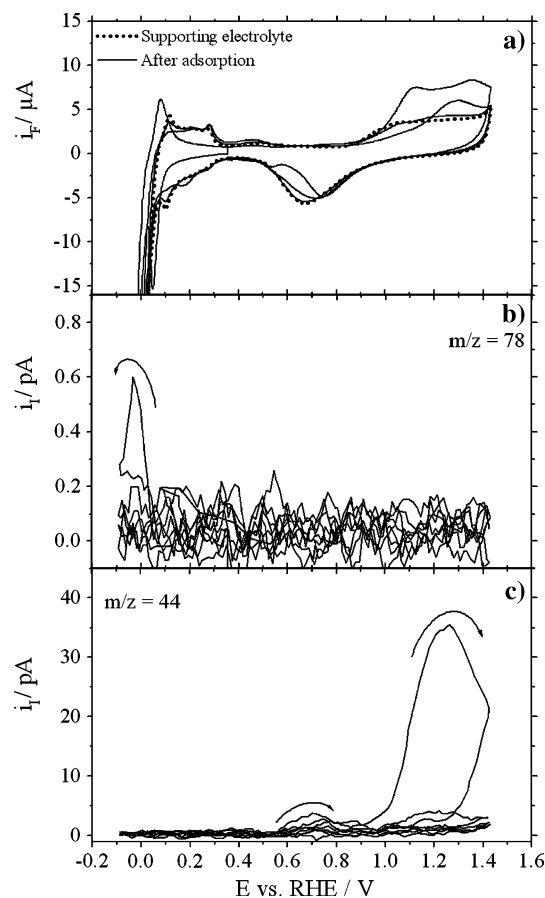 a)
Supporting electrolyte
After adsorption
15
10
5
0
-5
-10
-15
i_F/ µA
b)
m/z = 78
0.8
0.6
0.4
0.2
0.0
i_I/ pA
c)
m/z = 44
40
30
20
10
0
i_I/ pA
-0.2 0.0 0.2 0.4 0.6 0.8 1.0 1.2 1.4 1.6
E vs. RHE / V